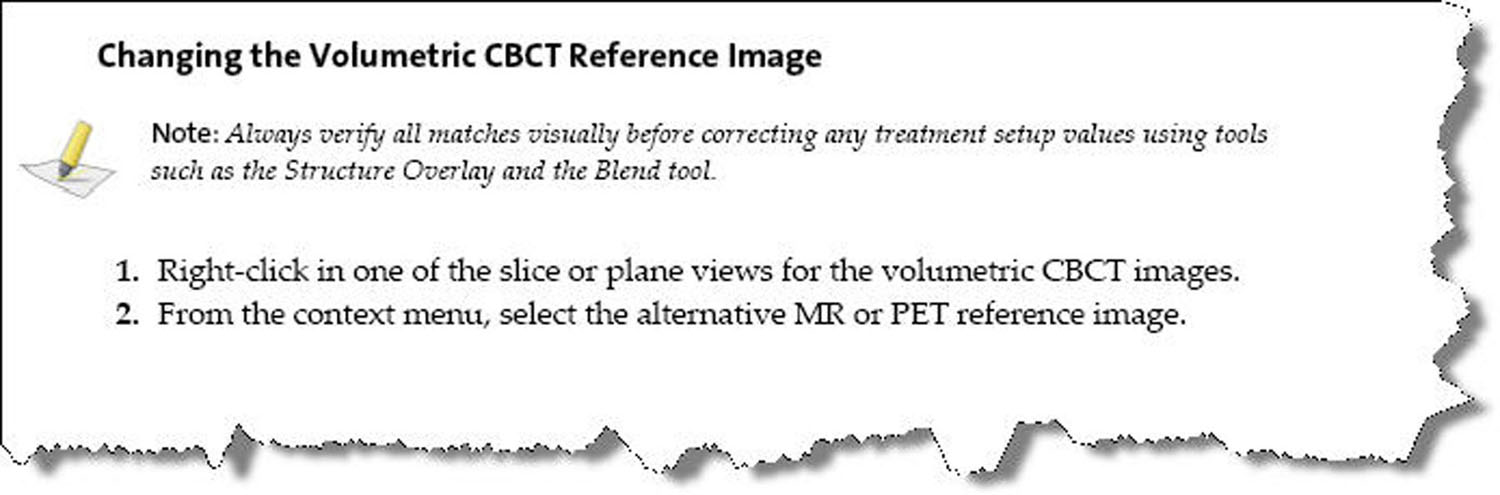 Changing the Volumetric CBCT Reference Image
Note: Always verify all matches visually before correcting any treatment setup values using tools
such as the Structure Overlay and the Blend tool.
1. Right-click in one of the slice or plane views for the volumetric CBCT images.
2. From the context menu, select the alternative MR or PET reference image.